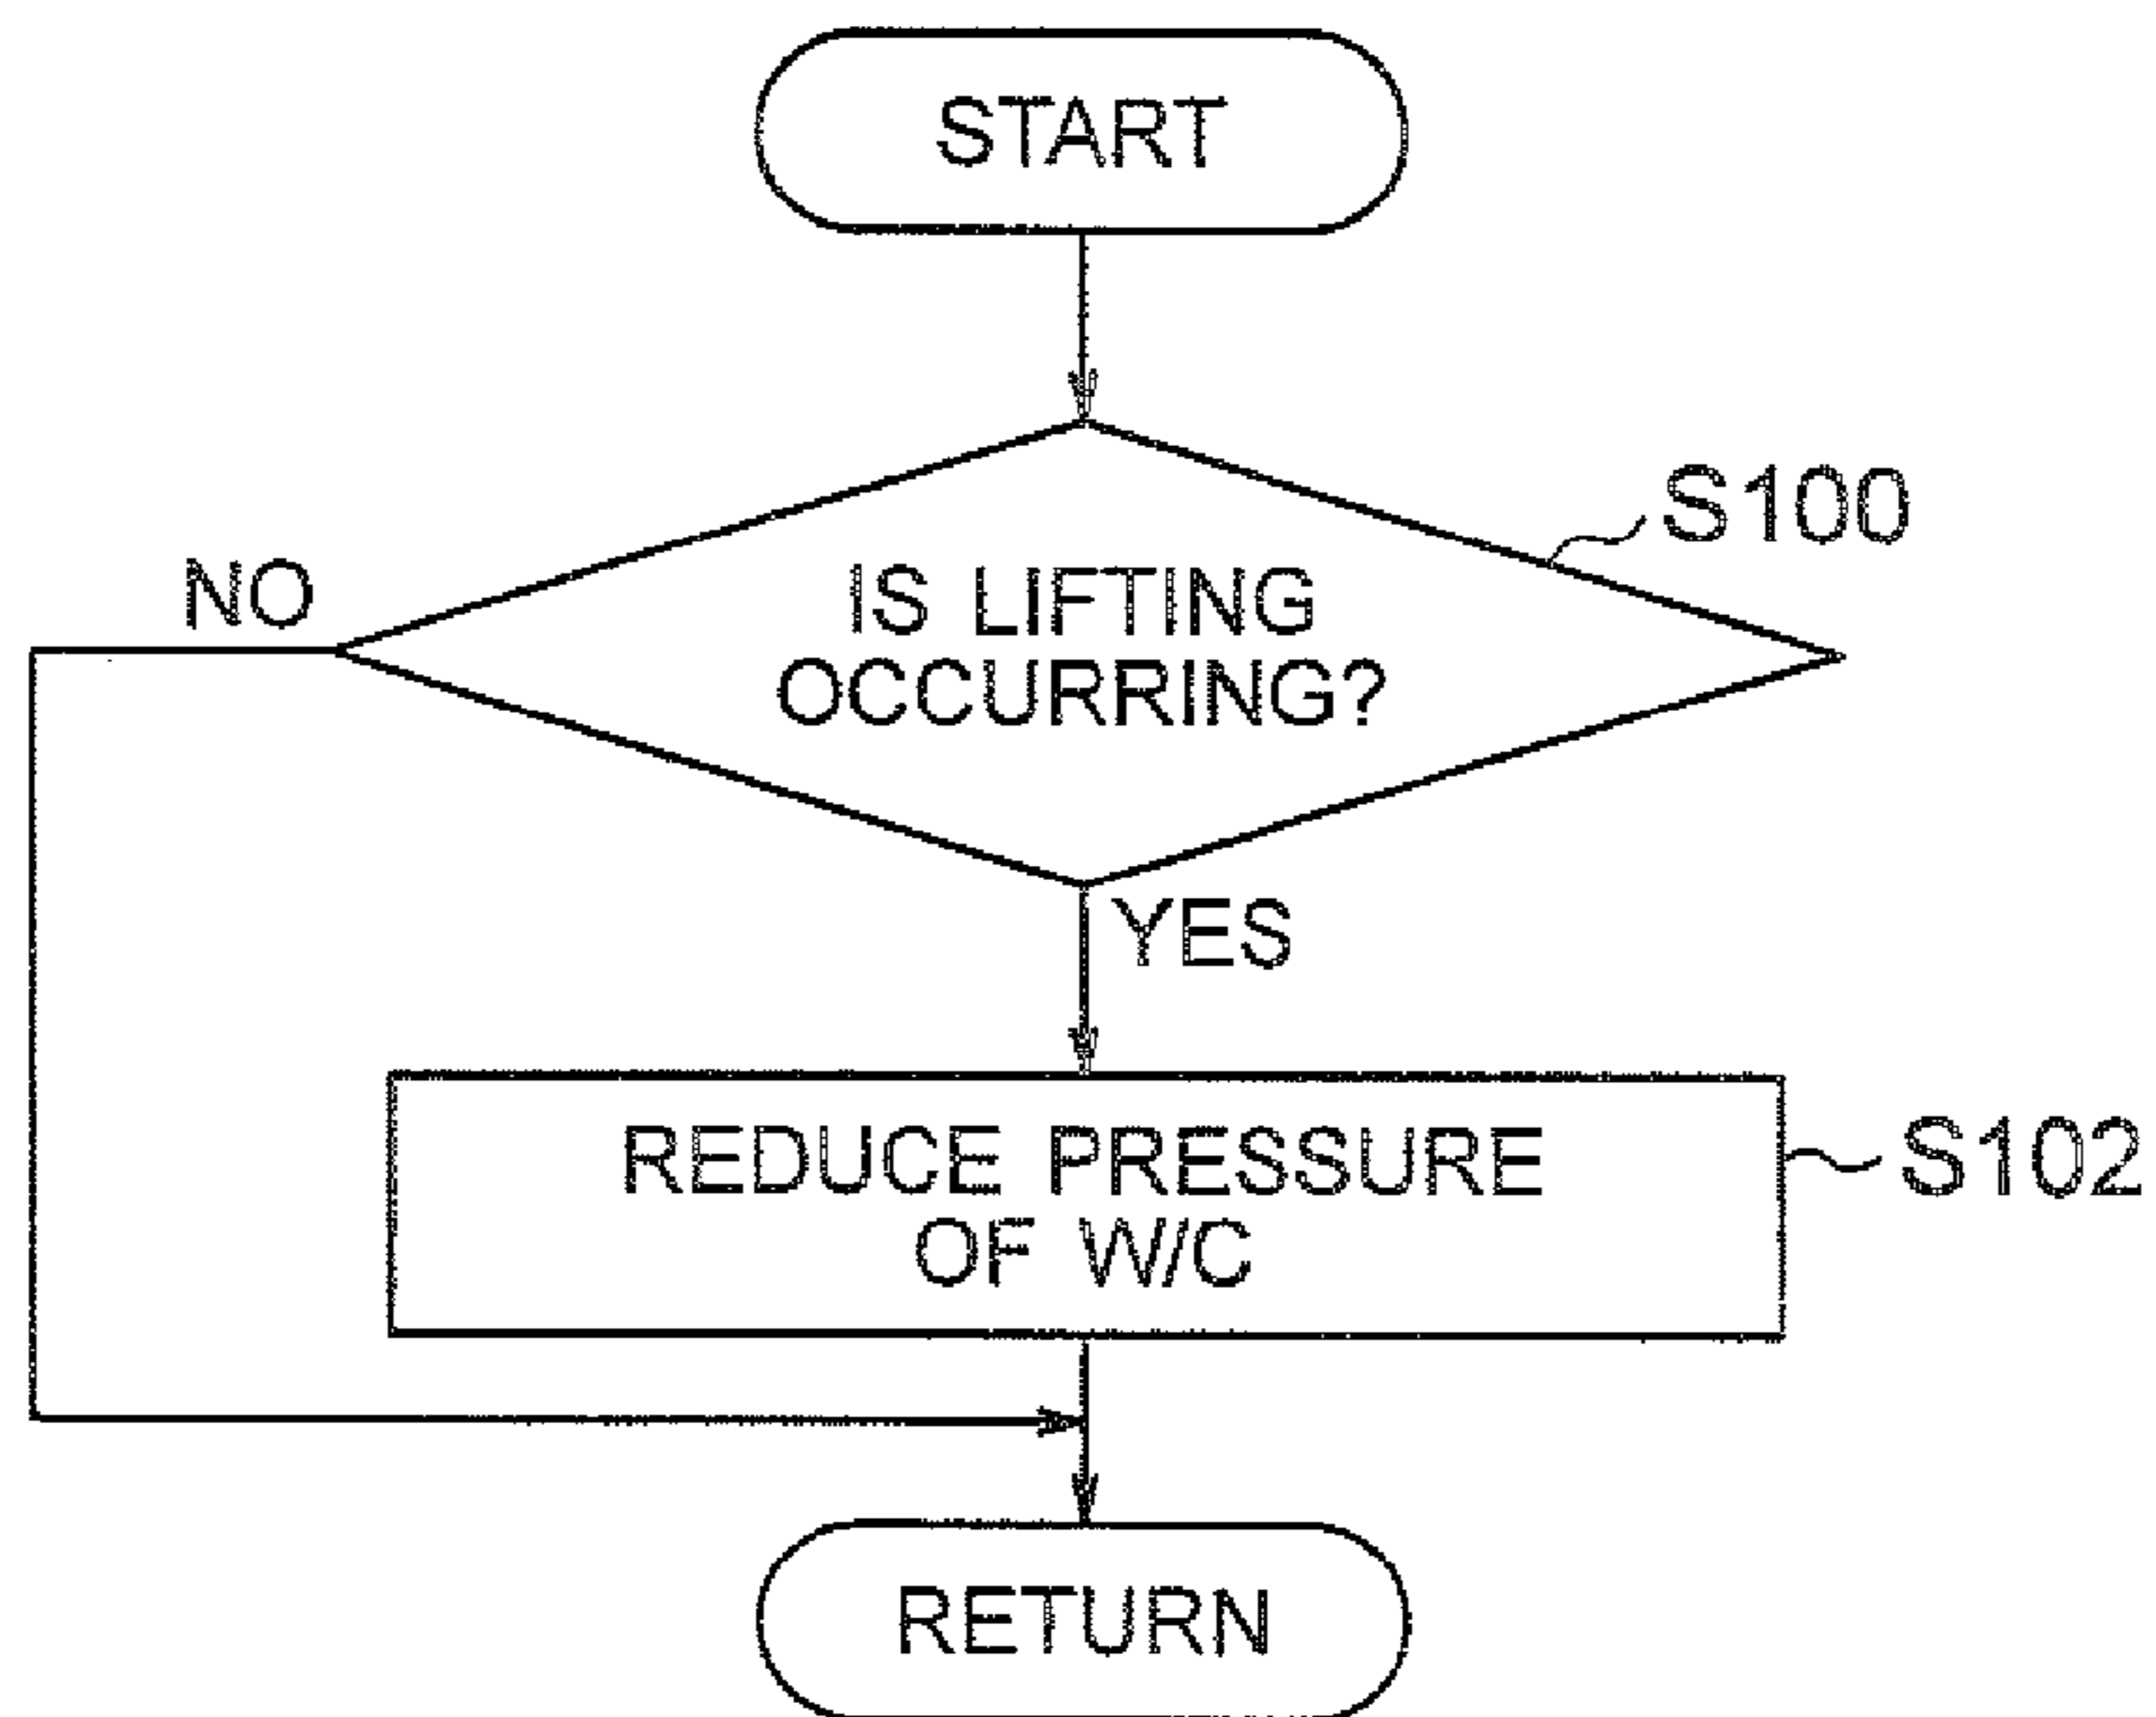 START
S100
NO
IS LIFTING
OCCURRING?
YES
REDUCE PRESSURE
OF W/C
S102
RETURN